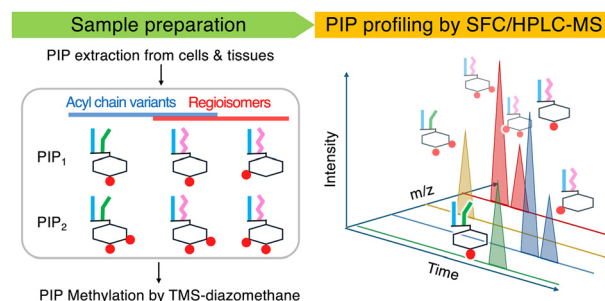 Sample preparation
PIP profiling by SFC/HPLC-MS
PIP extraction from cells & tissues
Acyl chain variants
Regioisomers
PIP₁
PIP₂
PIP Methylation by TMS-diazomethane
Intensity
m/z
Time